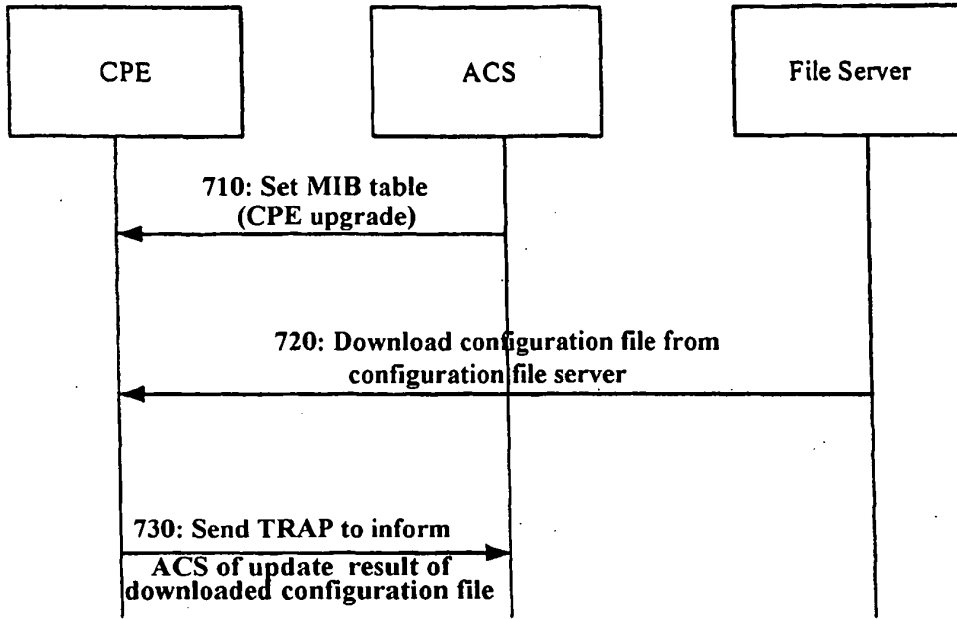 CPE
ACS
File Server
710: Set MIB table
(CPE upgrade)
720: Download configuration file from
configuration file server
730: Send TRAP to inform
ACS of update result of
downloaded configuration file